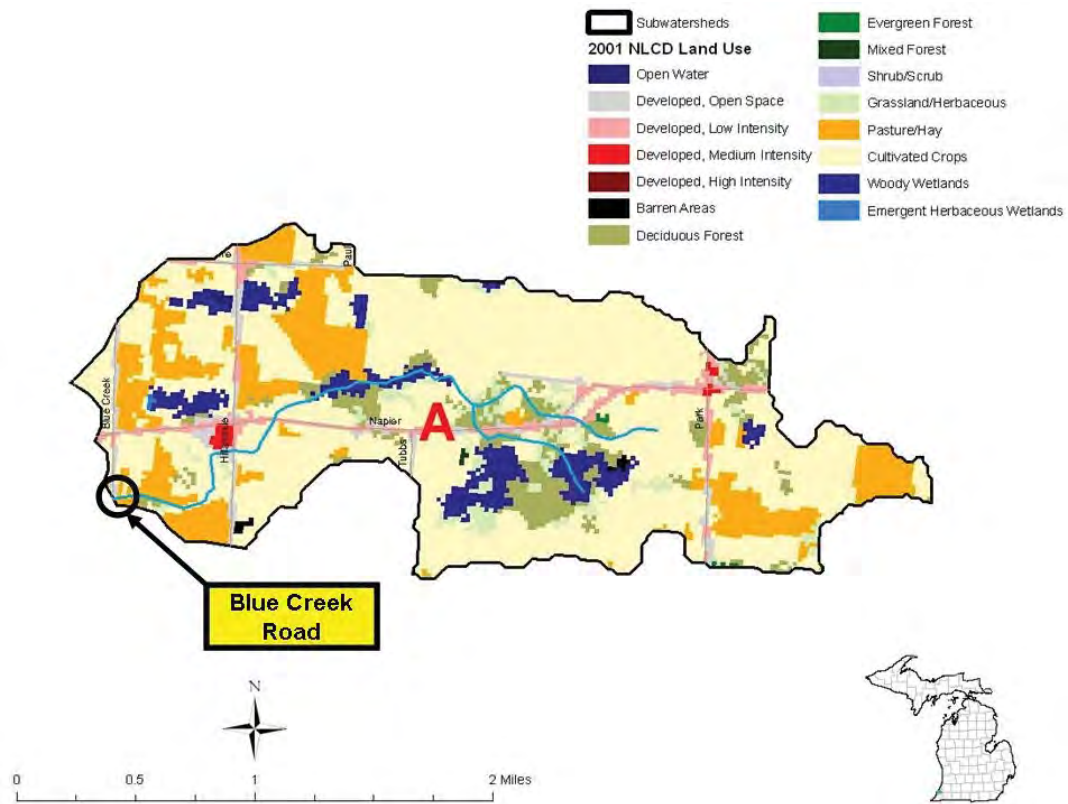 Subwatersheds
2001 NLCD Land Use
Open Water
Developed, Open Space
Developed, Low Intensity
Developed, Medium Intensity
Developed, High Intensity
Barren Areas
Deciduous Forest
Evergreen Forest
Mixed Forest
Shrub/Scrub
Grassland/Herbaceous
Pasture/Hay
Cultivated Crops
Woody Wetlands
Emergent Herbaceous Wetlands
Paul
Blue Creek
Napier
A
Tubbs
Park
Blue Creek
Road
N
0 0.5 1 2 Miles